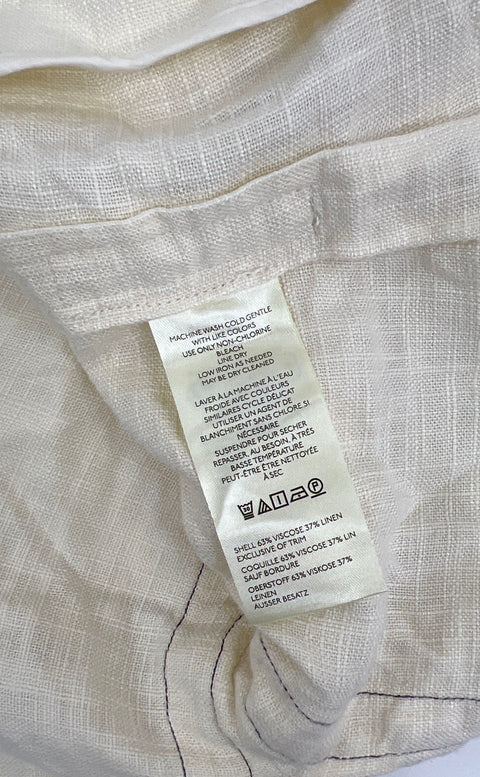 MACHINE WASH COLD GENTLE
WITH LIKE COLORS
USE ONLY NON-CHLORINE
BLEACH
LINE DRY
LOW IRON AS NEEDED
MAY BE DRY CLEANED
LAVER À LA MACHINE À L'EAU
FROIDE AVEC COULEURS
SIMILAIRES CYCLE DÉLICAT
UTILISER UN AGENT DE
BLANCHIMENT SANS CHLORE, SI
NÉCESSAIRE
SUSPENDRE POUR SECHER
REPASSER, AU BESOIN, À TRÈS
BASSE TEMPÉRATURE
PEUT-ÊTRE ÊTRE NETTOYÉE
À SEC
30 P
SHELL 63% VISCOSE 37% LINEN
EXCLUSIVE OF TRIM
COQUILLE 63% VISCOSE 37% LIN
SAUF BORDURE
OBERSTOFF 63% VISKOSE 37%
LEINEN
AUSSER BESATZ